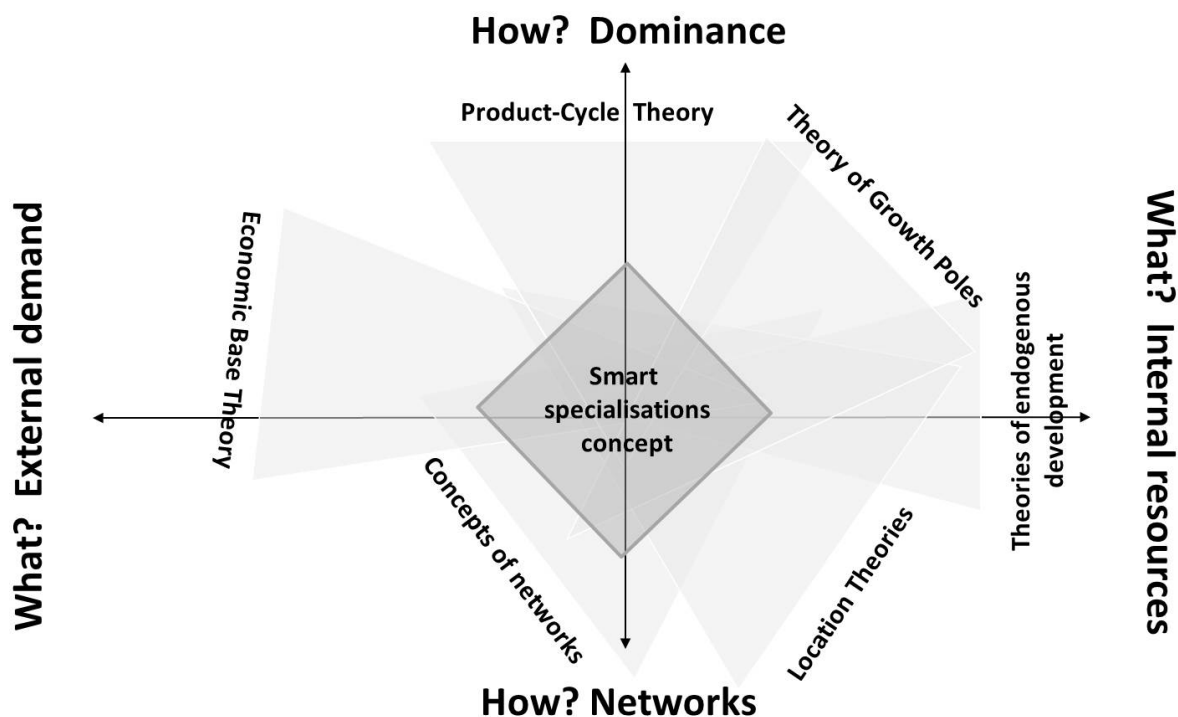 How? Dominance
Product-Cycle Theory
Theory of Growth Poles
What? External demand
Economic Base Theory
What? Internal resources
Theories of endogenous
development
Smart
specialisations
concept
Concepts of networks
Location Theories
How? Networks